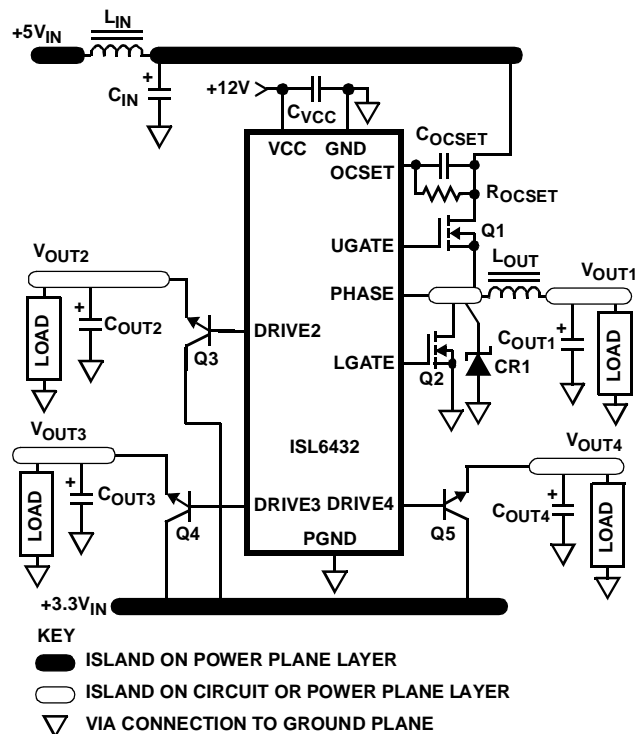 +5VIN
LIN
CIN
+12V
CVCC
VCC
GND
COCSET
OCSET
ROCSET
UGATE
Q1
VOUT2
LOUT
VOUT1
PHASE
LOAD
COUT2
DRIVE2
Q3
COUT1
LOAD
LGATE
Q2
CR1
ISL6432
VOUT3
VOUT4
LOAD
COUT3
DRIVE3
DRIVE4
Q4
Q5
COUT4
LOAD
PGND
+3.3VIN
KEY
ISLAND ON POWER PLANE LAYER
ISLAND ON CIRCUIT OR POWER PLANE LAYER
VIA CONNECTION TO GROUND PLANE